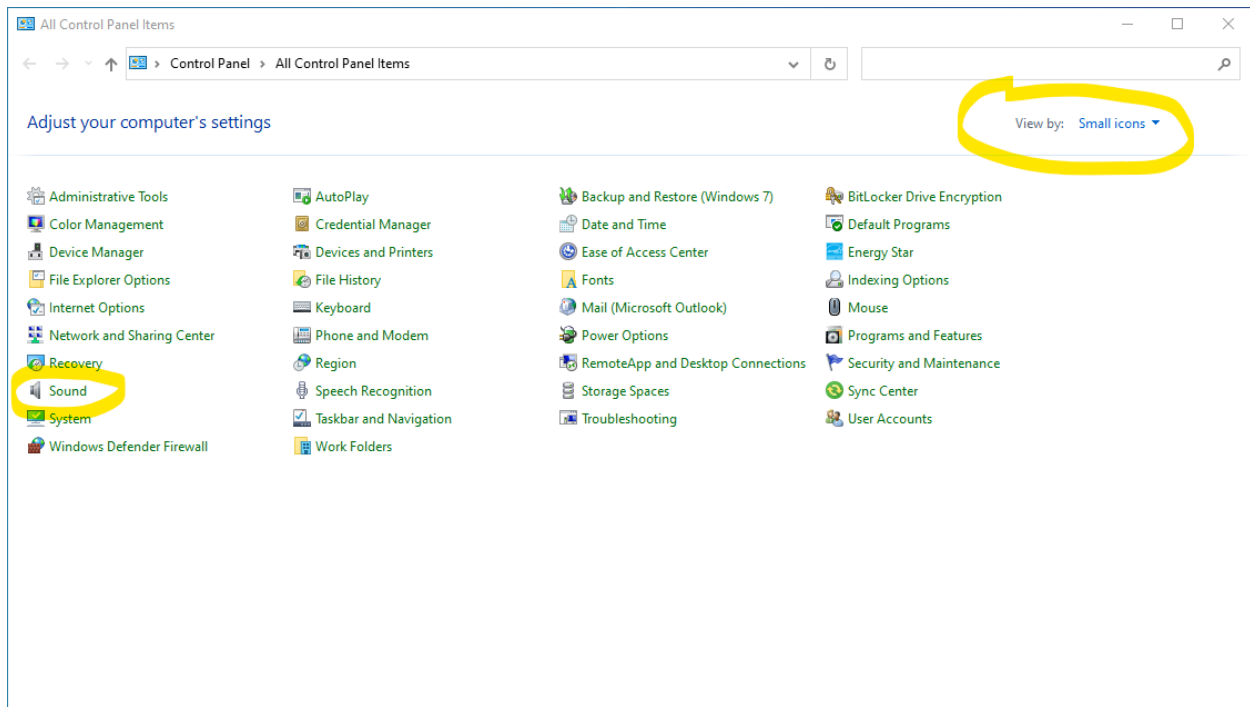 All Control Panel Items
Control Panel > All Control Panel Items
Adjust your computer's settings
View by: Small icons
Administrative Tools AutoPlay Backup and Restore (Windows 7) BitLocker Drive Encryption
Color Management Credential Manager Date and Time Default Programs
Device Manager Devices and Printers Ease of Access Center Energy Star
File Explorer Options File History Fonts Indexing Options
Internet Options Keyboard Mail (Microsoft Outlook) Mouse
Network and Sharing Center Phone and Modem Power Options Programs and Features
Recovery Region RemoteApp and Desktop Connections Security and Maintenance
Sound Speech Recognition Storage Spaces Sync Center
System Taskbar and Navigation Troubleshooting User Accounts
Windows Defender Firewall Work Folders